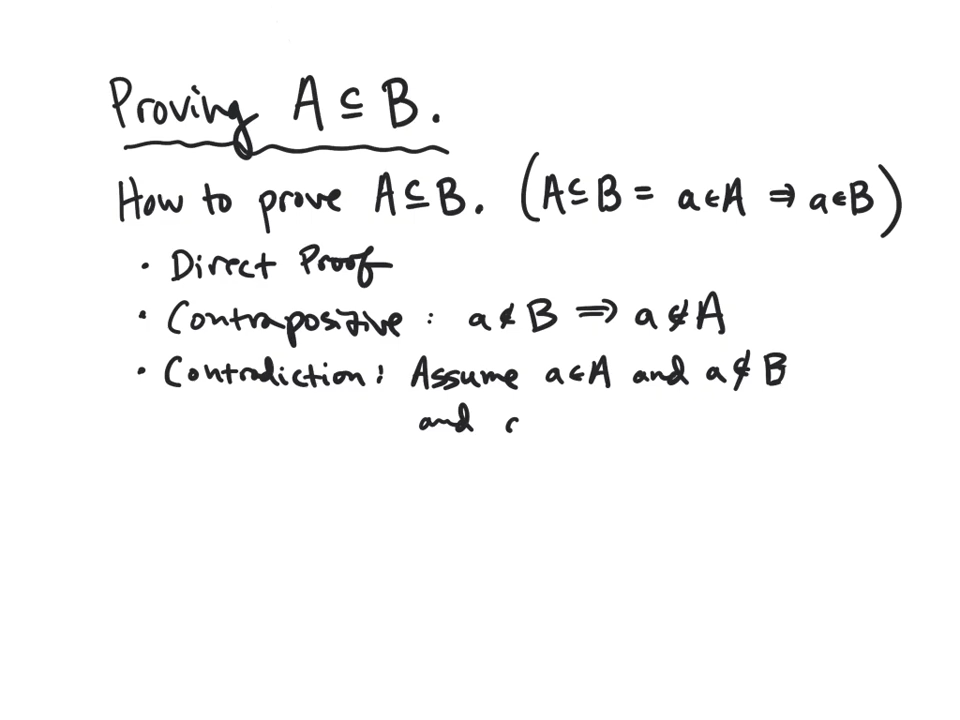 Proving A ⊆ B.
How to prove A ⊆ B. (A ⊆ B = a ∈ A ⇒ a ∈ B)
· Direct Proof
· Contrapositive : a ∉ B ⇒ a ∉ A
· Contradiction : Assume a ∈ A and a ∉ B
and